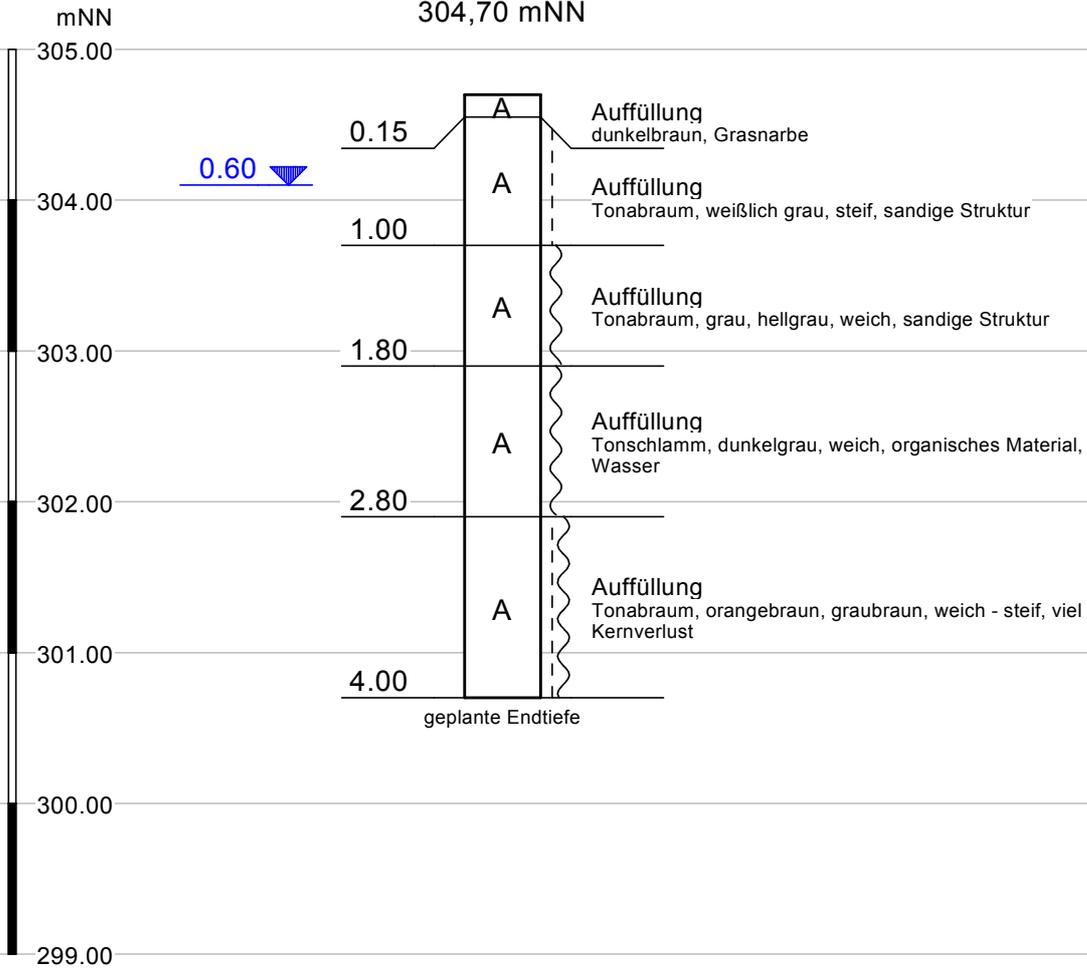 mNN
304,70 mNN
305.00
A
Auffüllung
0.15
dunkelbraun, Grasnarbe
0.60
A
Auffüllung
304.00
Tonabraum, weißlich grau, steif, sandige Struktur
1.00
A
Auffüllung
Tonabraum, grau, hellgrau, weich, sandige Struktur
303.00
1.80
A
Auffüllung
Tonschlamm, dunkelgrau, weich, organisches Material,
Wasser
302.00
2.80
A
Auffüllung
Tonabraum, orangebraun, graubraun, weich - steif, viel
Kernverlust
301.00
4.00
geplante Endtiefe
300.00
299.00